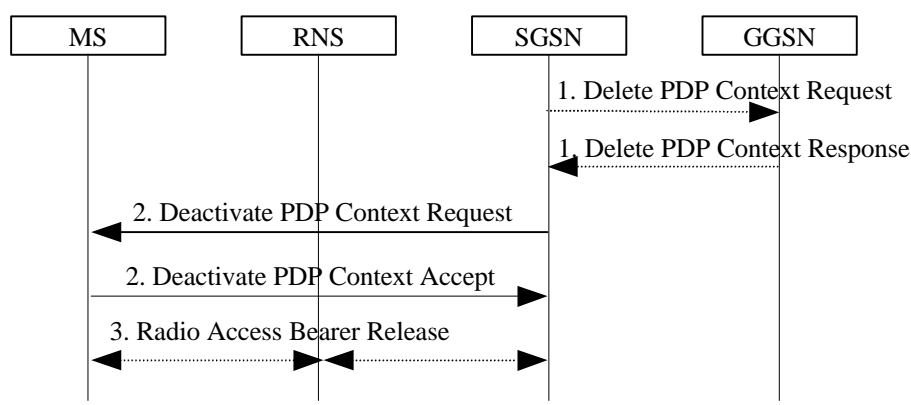 MS
RNS
SGSN
GGSN
1. Delete PDP Context Request
1. Delete PDP Context Response
2. Deactivate PDP Context Request
2. Deactivate PDP Context Accept
3. Radio Access Bearer Release